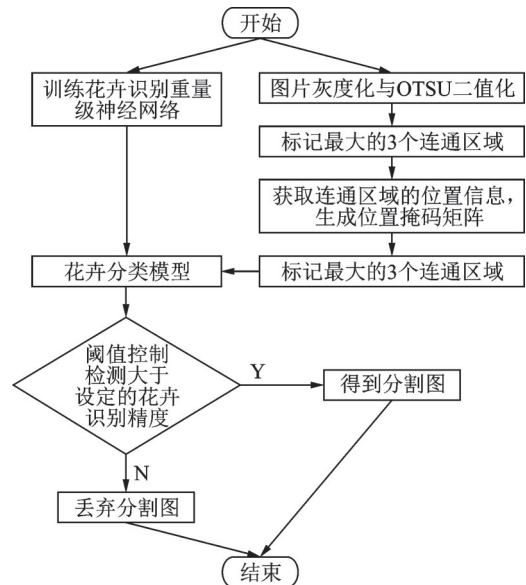 开始
训练花卉识别重量
级神经网络
图片灰度化与OTSU二值化
标记最大的3个连通区域
获取连通区域的位置信息,
生成位置掩码矩阵
花卉分类模型
标记最大的3个连通区域
阈值控制
检测大于
设定的花卉
识别精度
Y
得到分割图
N
丢弃分割图
结束